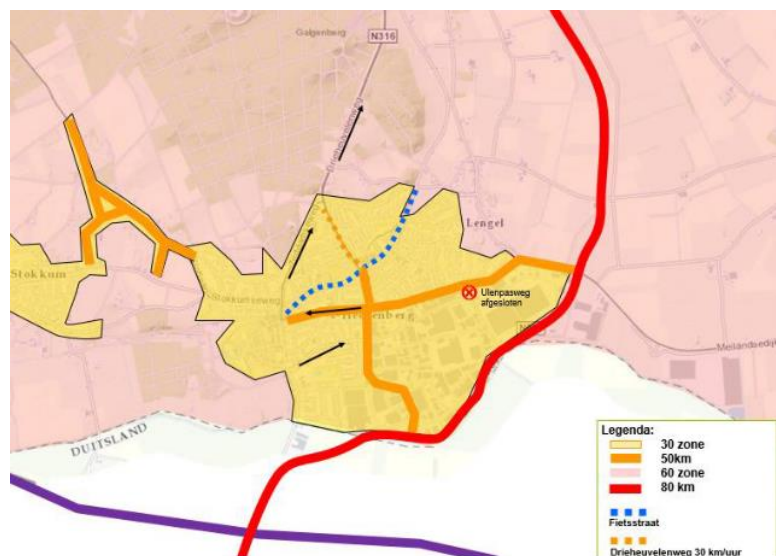 Galgenberg
N316
Lengel
Stokkum
Stokkumseweg
Ulenpasweg
afgesloten
DUITSLAND
Legenda:
30 zone
50km
60 zone
80 km
Fietsstraat
Drieheuvelenweg 30 km/uur